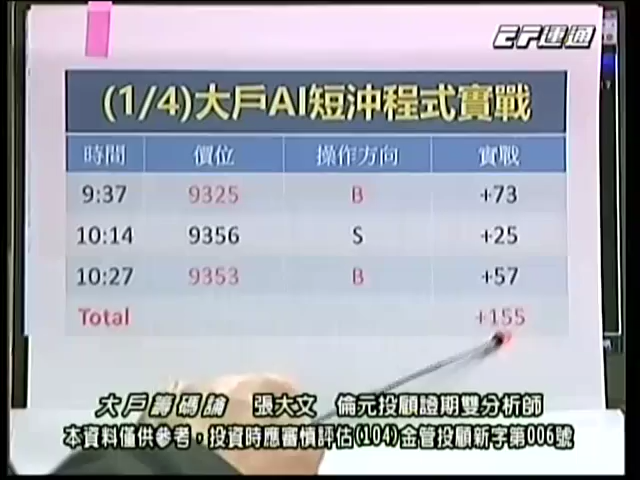 EF運通
(1/4)大戶AI短沖程式實戰
時間 價位 操作方向 實戰
9:37 9325 B +73
10:14 9356 S +25
10:27 9353 B +57
Total +155
大戶籌碼論 張大文 倫元投顧證期雙分析師
本資料僅供參考,投資時應審慎評估(104)金管投顧新字第006號